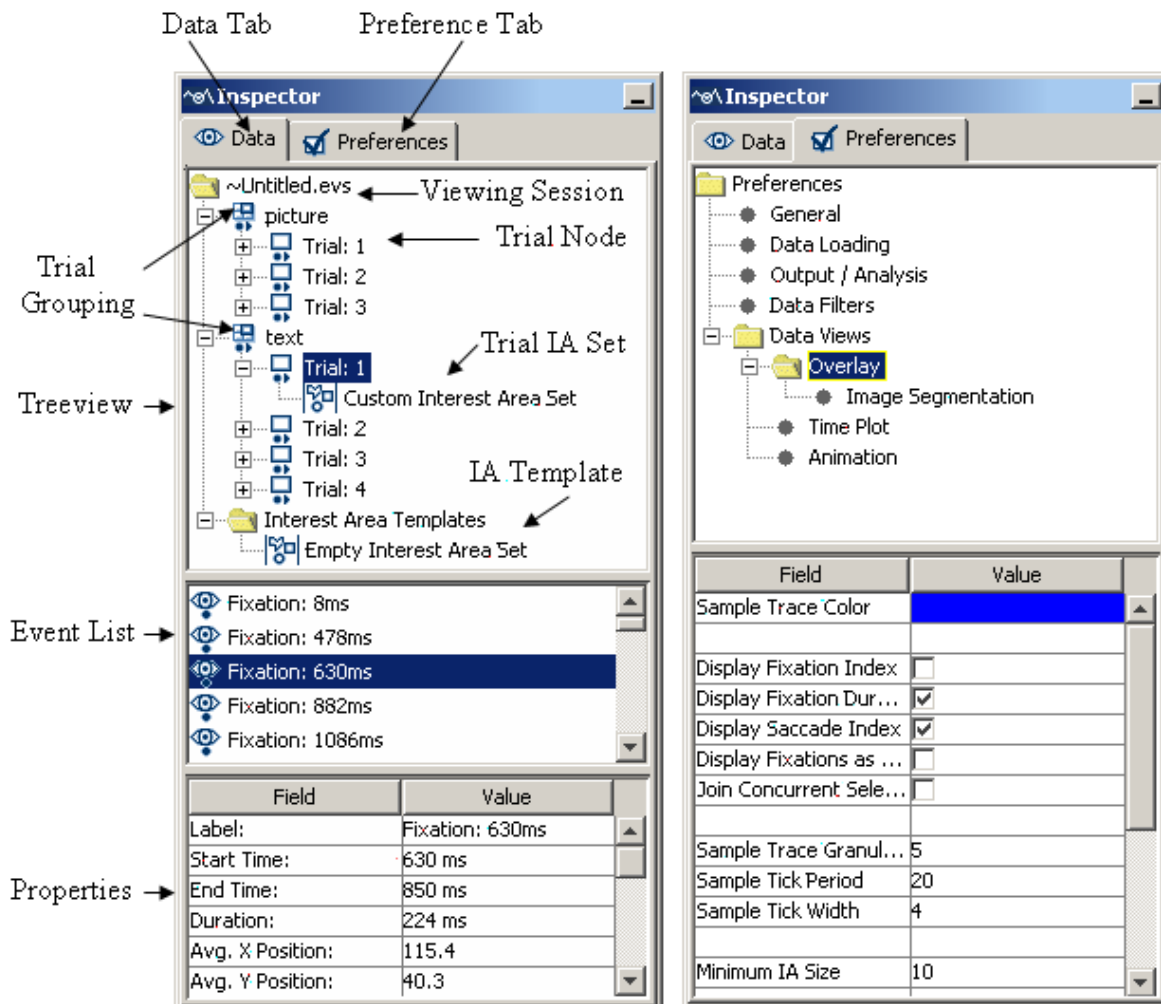 Data Tab
Preference Tab
Inspector
Data
Preferences
~Untitled.evs
Viewing Session
picture
Trial: 1
Trial Node
Trial: 2
Trial: 3
Trial
Grouping
text
Trial: 1
Trial IA Set
Custom Interest Area Set
Treeview
Trial: 2
Trial: 3
Trial: 4
IA Template
Interest Area Templates
Empty Interest Area Set
Event List
Fixation: 8ms
Fixation: 478ms
Fixation: 630ms
Fixation: 882ms
Fixation: 1086ms
Properties
Field Value
Label: Fixation: 630ms
Start Time: 630 ms
End Time: 850 ms
Duration: 224 ms
Avg. X Position: 115.4
Avg. Y Position: 40.3
Inspector
Data
Preferences
Preferences
General
Data Loading
Output / Analysis
Data Filters
Data Views
Overlay
Image Segmentation
Time Plot
Animation
Field Value
Sample Trace Color
Display Fixation Index
Display Fixation Dur...
Display Saccade Index
Display Fixations as ...
Join Concurrent Sele...
Sample Trace Granul... 5
Sample Tick Period 20
Sample Tick Width 4
Minimum IA Size 10